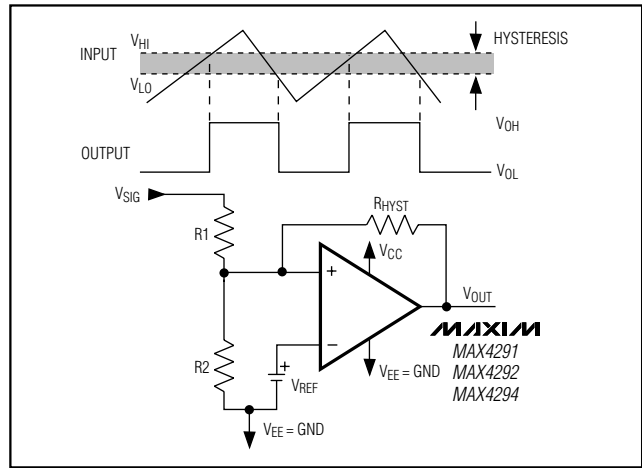 V_HI
HYSTERESIS
INPUT
V_LO
V_OH
OUTPUT
V_OL
V_SIG
R_HYST
R1
V_CC
+
V_OUT
−
MAXIM
MAX4291
MAX4292
MAX4294
R2
+
V_REF
V_EE = GND
V_EE = GND